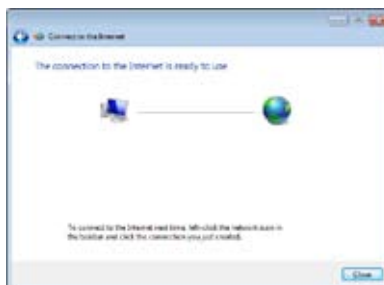 Connect to the Internet
The connection to the Internet is ready to use
To connect to the Internet next time, left-click the network icon in
the taskbar and click the connection you just created.
Close